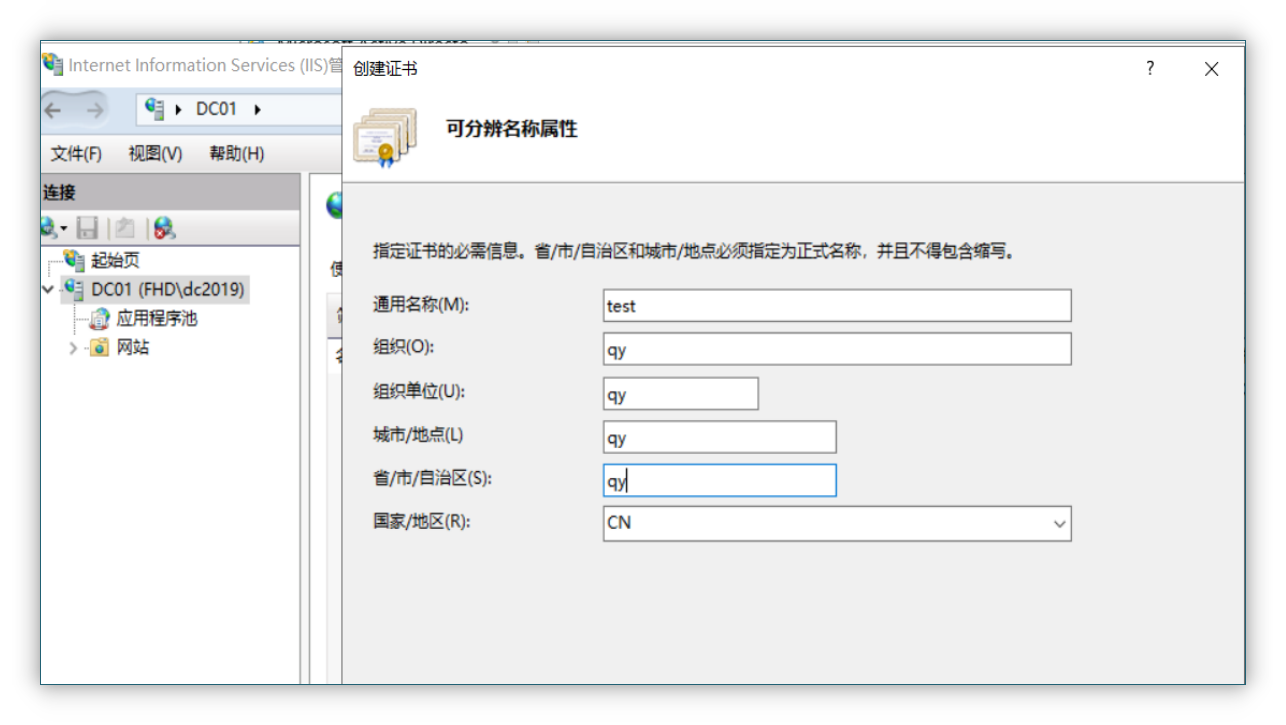 Internet Information Services (IIS)管
创建证书
?
DC01
可分辨名称属性
文件(F) 视图(V) 帮助(H)
连接
起始页
DC01 (FHD\dc2019)
应用程序池
网站
指定证书的必需信息。省/市/自治区和城市/地点必须指定为正式名称，并且不得包含缩写。
通用名称(M): test
组织(O): qy
组织单位(U): qy
城市/地点(L) qy
省/市/自治区(S): qy
国家/地区(R): CN